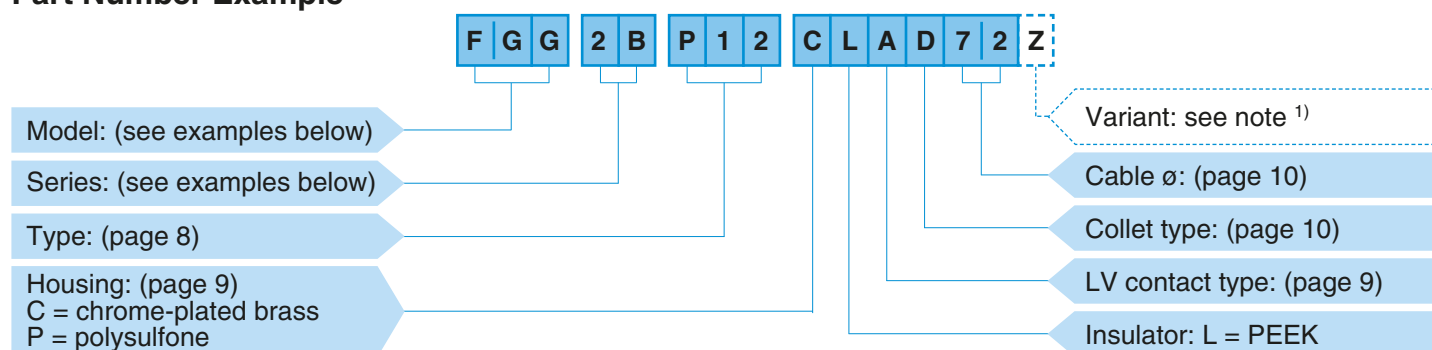 Part Number Example
F G G 2 B P 1 2 C L A D 7 2 Z
Model: (see examples below)
Series: (see examples below)
Type: (page 8)
Housing: (page 9)
C = chrome-plated brass
P = polysulfone
Variant: see note 1)
Cable ø: (page 10)
Collet type: (page 10)
LV contact type: (page 9)
Insulator: L = PEEK